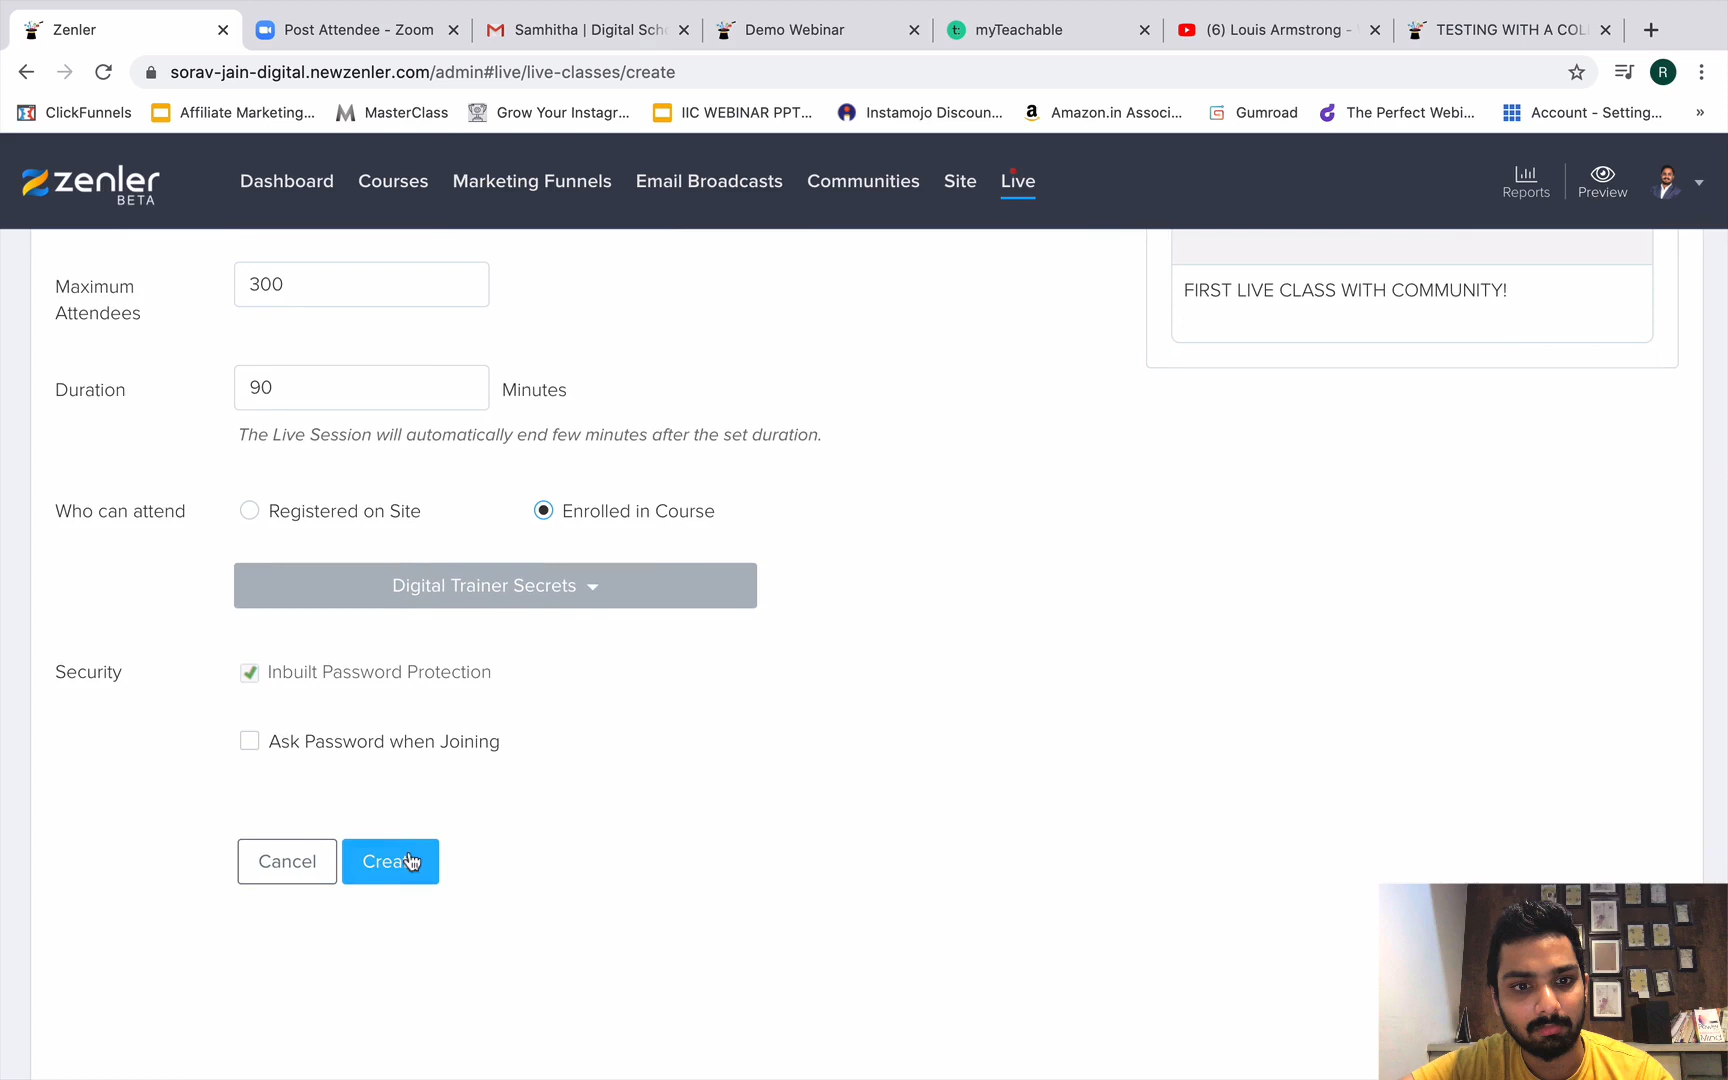 Zenler
Post Attendee - Zoom
Samhitha | Digital Scho
Demo Webinar
myTeachable
(6) Louis Armstrong -
TESTING WITH A COL
sorav-jain-digital.newzenler.com/admin#live/live-classes/create
R
ClickFunnels
Affiliate Marketing...
MasterClass
Grow Your Instagr...
IIC WEBINAR PPT...
Instamojo Discoun...
Amazon.in Associ...
Gumroad
The Perfect Webi...
Account - Setting...
»
zenler
BETA
Dashboard
Courses
Marketing Funnels
Email Broadcasts
Communities
Site
Live
Reports
Preview
Maximum
Attendees
300
FIRST LIVE CLASS WITH COMMUNITY!
Duration
90
Minutes
The Live Session will automatically end few minutes after the set duration.
Who can attend
Registered on Site
Enrolled in Course
Digital Trainer Secrets
Security
Inbuilt Password Protection
Ask Password when Joining
Cancel